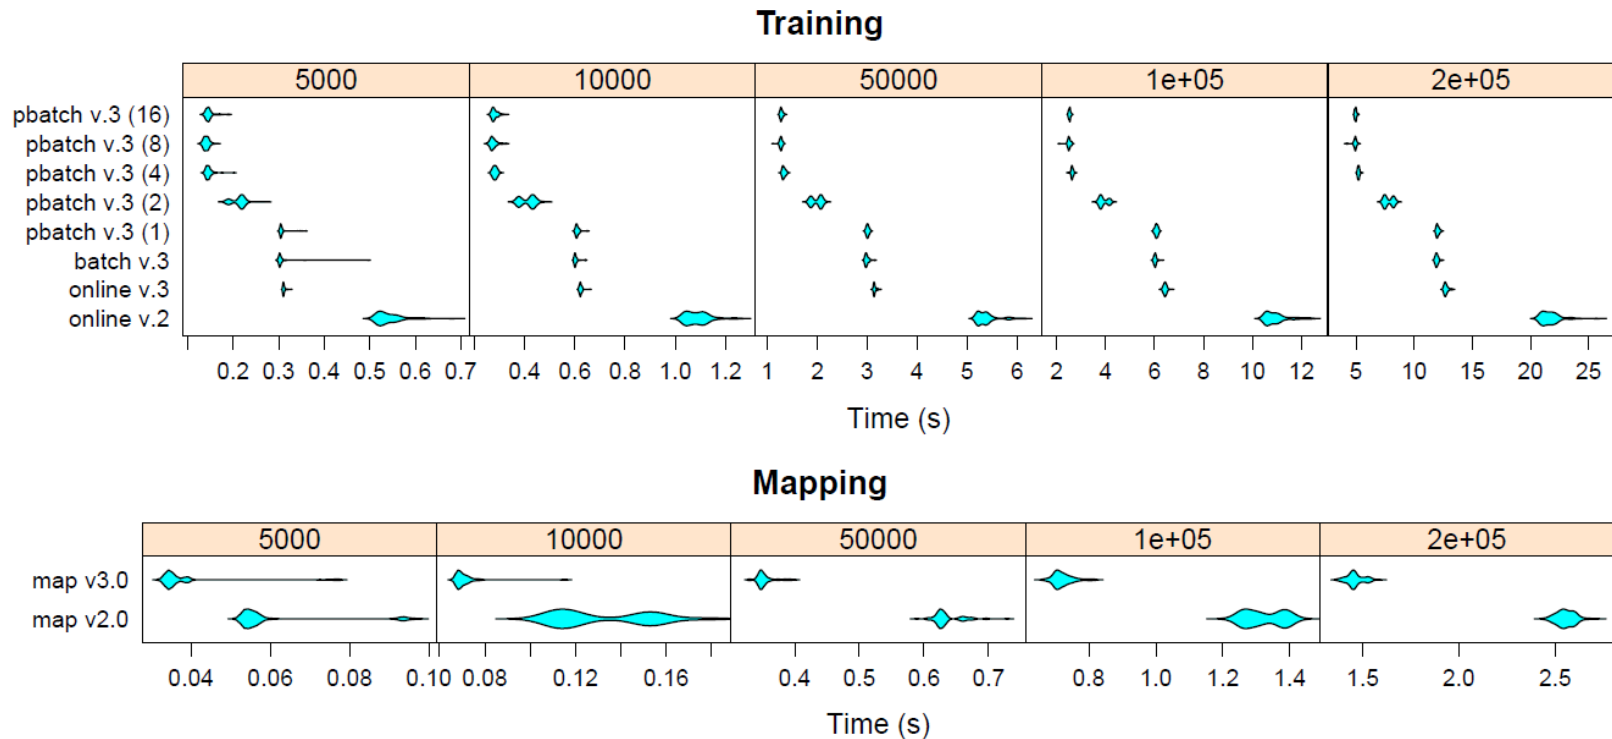 Training
5000 10000 50000 1e+05 2e+05
pbatch v.3 (16)
pbatch v.3 (8)
pbatch v.3 (4)
pbatch v.3 (2)
pbatch v.3 (1)
batch v.3
online v.3
online v.2
0.2 0.3 0.4 0.5 0.6 0.7 0.4 0.6 0.8 1.0 1.2 1 2 3 4 5 6 2 4 6 8 10 12 5 10 15 20 25
Time (s)
Mapping
5000 10000 50000 1e+05 2e+05
map v3.0
map v2.0
0.04 0.06 0.08 0.10 0.08 0.12 0.16 0.4 0.5 0.6 0.7 0.8 1.0 1.2 1.4 1.5 2.0 2.5
Time (s)